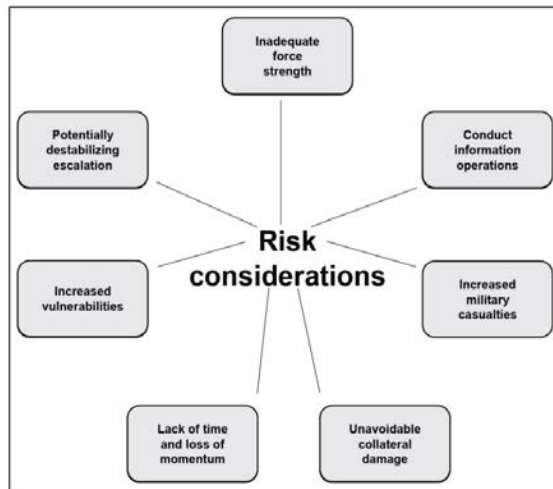 Inadequate
force
strength
Potentially
destabilizing
escalation
Conduct
information
operations
Risk
considerations
Increased
vulnerabilities
Increased
military
casualties
Lack of time
and loss of
momentum
Unavoidable
collateral
damage